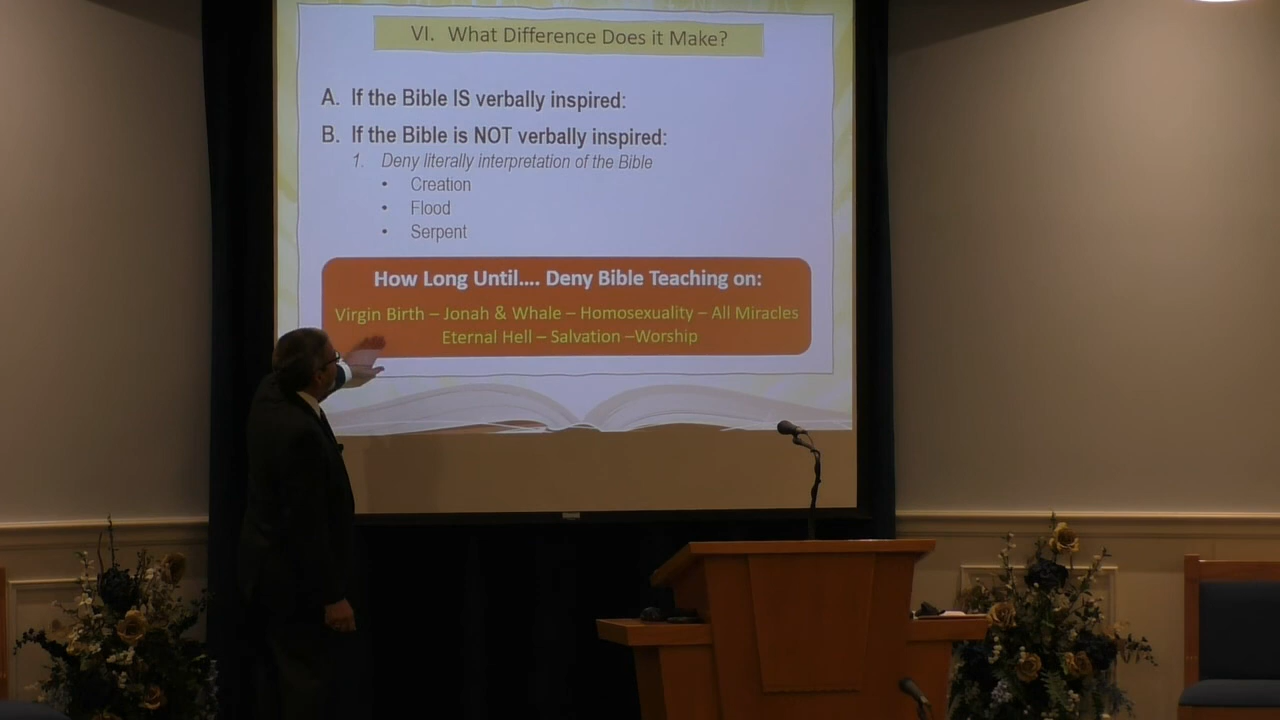 VI. What Difference Does it Make?
A. If the Bible IS verbally inspired:
B. If the Bible is NOT verbally inspired:
1. Deny literally interpretation of the Bible
• Creation
• Flood
• Serpent
How Long Until.... Deny Bible Teaching on:
Virgin Birth – Jonah & Whale – Homosexuality – All Miracles
Eternal Hell – Salvation –Worship